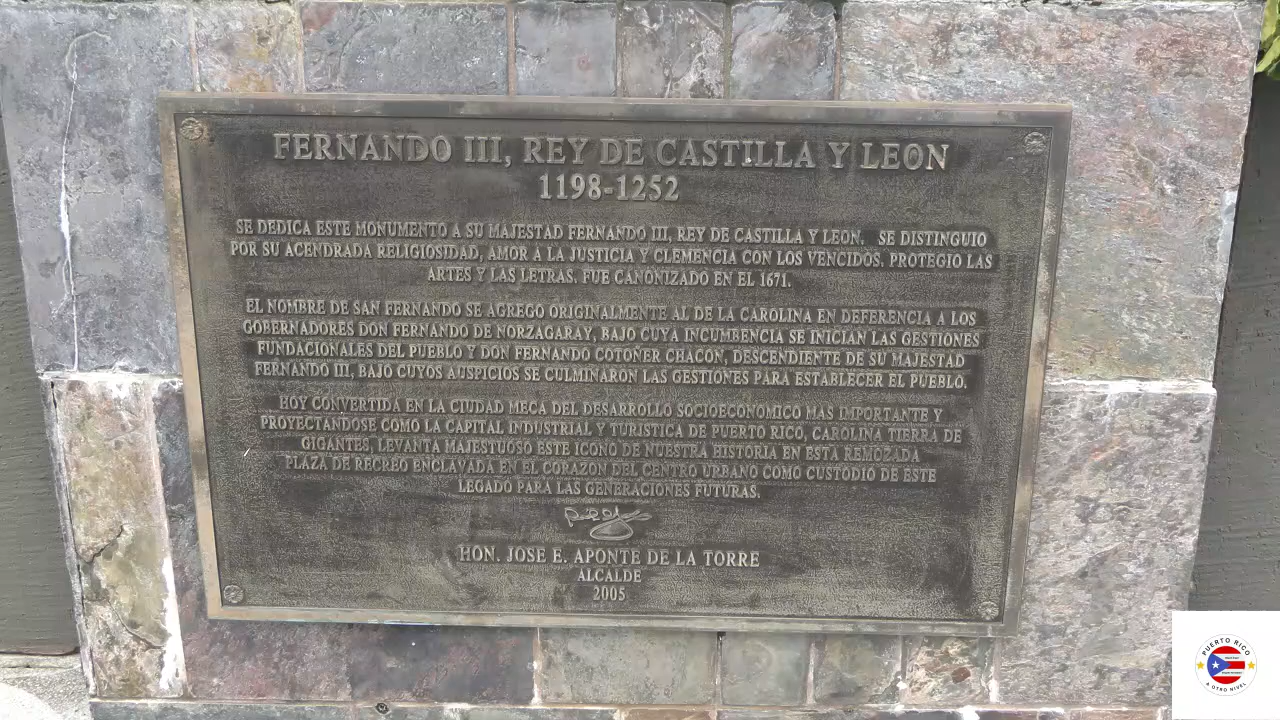 FERNANDO III, REY DE CASTILLA Y LEON
1198-1252
SE DEDICA ESTE MONUMENTO A SU MAJESTAD FERNANDO III, REY DE CASTILLA Y LEON. SE DISTINGUIO
POR SU ACENDRADA RELIGIOSIDAD, AMOR A LA JUSTICIA Y CLEMENCIA CON LOS VENCIDOS, PROTEGIO LAS
ARTES Y LAS LETRAS. FUE CANONIZADO EN EL 1671.
EL NOMBRE DE SAN FERNANDO SE AGREGO ORIGINALMENTE AL DE LA CAROLINA EN DEFERENCIA A LOS
GOBERNADORES DON FERNANDO DE NORZAGARAY, BAJO CUYA INCUMBENCIA SE INICIAN LAS GESTIONES
FUNDACIONALES DEL PUEBLO Y DON FERNANDO COTOÑER CHACON, DESCENDIENTE DE SU MAJESTAD
FERNANDO III, BAJO CUYOS AUSPICIOS SE CULMINARON LAS GESTIONES PARA ESTABLECER EL PUEBLO.
HOY CONVERTIDA EN LA CIUDAD MECA DEL DESARROLLO SOCIOECONOMICO MAS IMPORTANTE Y
PROYECTANDOSE COMO LA CAPITAL INDUSTRIAL Y TURISTICA DE PUERTO RICO, CAROLINA TIERRA DE
GIGANTES, LEVANTA MAJESTUOSO ESTE ICONO DE NUESTRA HISTORIA EN ESTA REMOZADA
PLAZA DE RECREO ENCLAVADA EN EL CORAZON DEL CENTRO URBANO COMO CUSTODIO DE ESTE
LEGADO PARA LAS GENERACIONES FUTURAS.
HON. JOSE E. APONTE DE LA TORRE
ALCALDE
2005
PUERTO RICO
A OTRO NIVEL